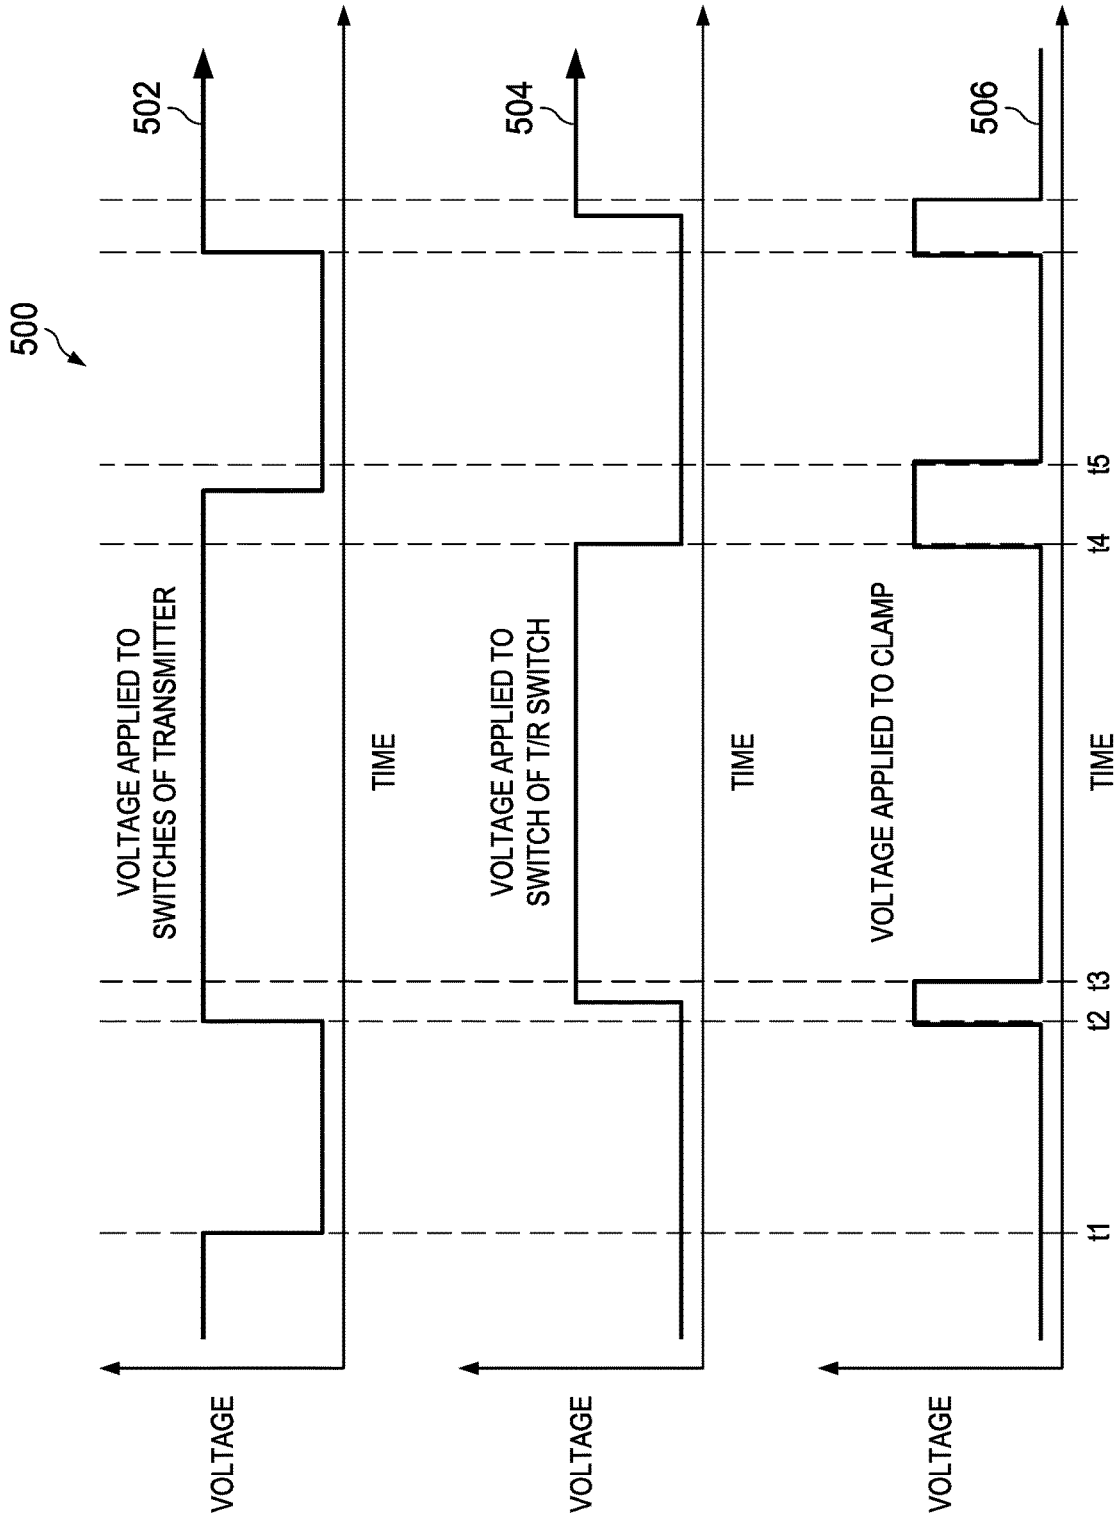 500
VOLTAGE
VOLTAGE APPLIED TO
SWITCHES OF TRANSMITTER
502
TIME
VOLTAGE
VOLTAGE APPLIED TO
SWITCH OF T/R SWITCH
504
TIME
VOLTAGE
VOLTAGE APPLIED TO CLAMP
506
t1
t2
t3
t4
t5
TIME